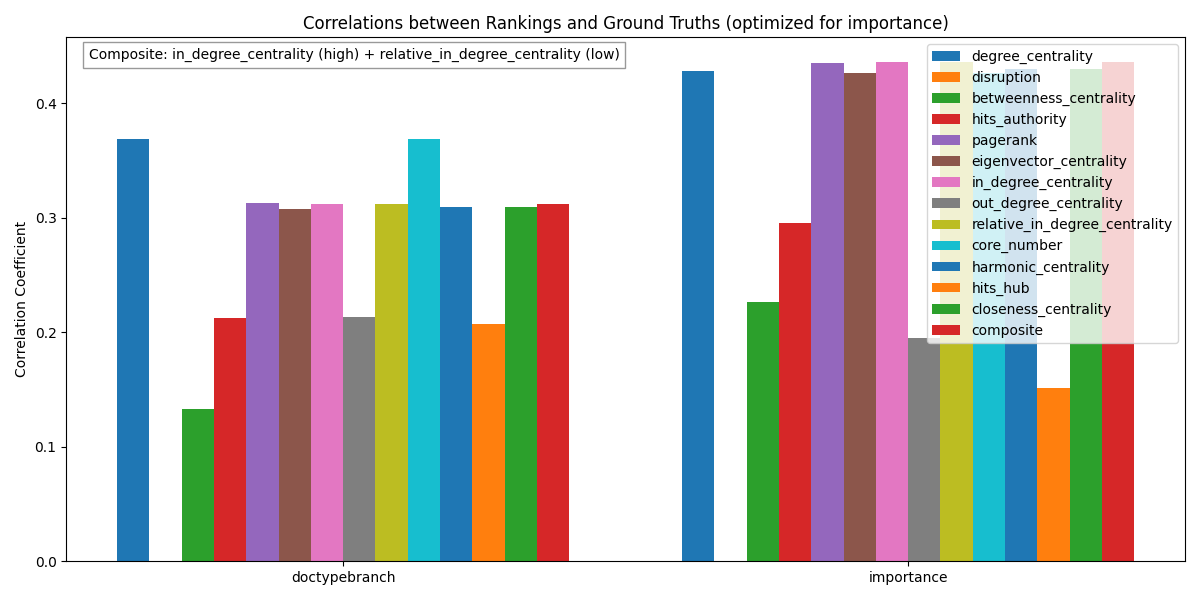 Correlations between Rankings and Ground Truths (optimized for importance)
Composite: in_degree_centrality (high) + relative_in_degree_centrality (low)
degree_centrality
disruption
betweenness_centrality
hits_authority
pagerank
eigenvector_centrality
in_degree_centrality
out_degree_centrality
relative_in_degree_centrality
core_number
harmonic_centrality
hits_hub
closeness_centrality
composite
Correlation Coefficient
0.4
0.3
0.2
0.1
0.0
doctypebranch
importance